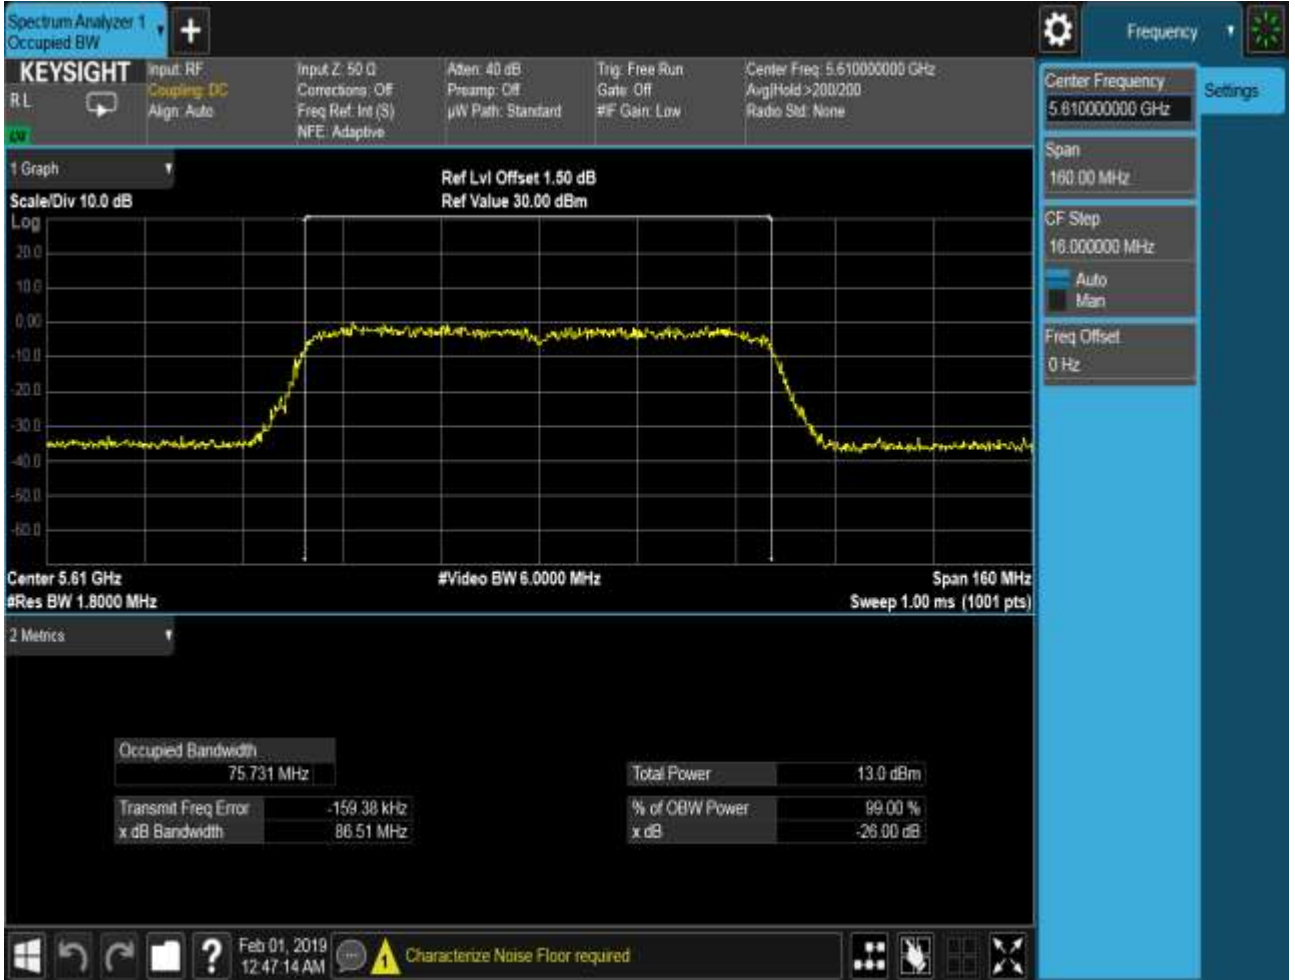 Spectrum Analyzer 1
Occupied BW
+
Frequency
KEYSIGHT
RL
Input: RF
Coupling: DC
Align: Auto
Input Z: 50 Ω
Corrections: Off
Freq Ref: Int (S)
NFE: Adaptive
Atten: 40 dB
Preamp: Off
µW Path: Standard
Trig: Free Run
Gate: Off
#IF Gain: Low
Center Freq: 5.610000000 GHz
Avg|Hold:>200/200
Radio Std: None
Center Frequency
5.610000000 GHz
Settings
Span
160.00 MHz
CF Step
16.000000 MHz
Auto
Man
Freq Offset
0 Hz
1 Graph
Scale/Div 10.0 dB
Ref Lvl Offset 1.50 dB
Ref Value 30.00 dBm
Log
20.0
10.0
0.00
-10.0
-20.0
-30.0
-40.0
-50.0
-60.0
Center 5.61 GHz
#Video BW 6.0000 MHz
Span 160 MHz
#Res BW 1.8000 MHz
Sweep 1.00 ms (1001 pts)
2 Metrics
Occupied Bandwidth
75.731 MHz
Total Power 13.0 dBm
Transmit Freq Error -159.38 kHz
% of OBW Power 99.00 %
x dB Bandwidth 86.51 MHz
x dB -26.00 dB
?
Feb 01, 2019
12:47:14 AM
1
Characterize Noise Floor required